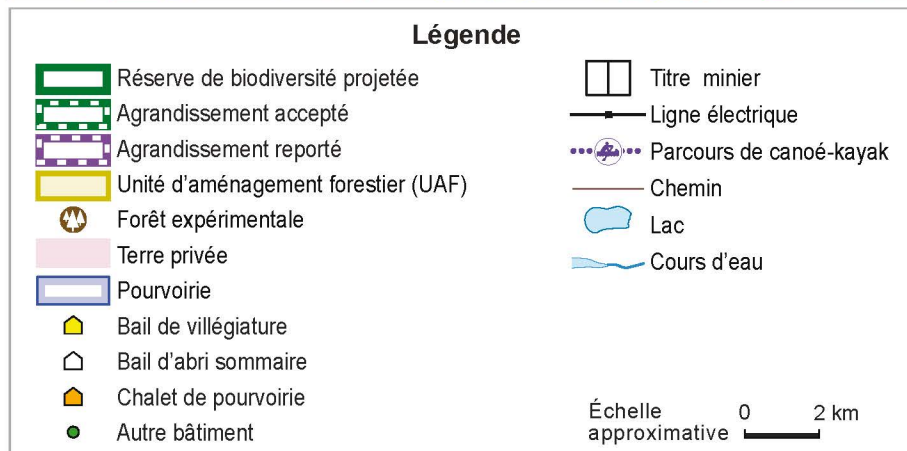 Légende
Réserve de biodiversité projetée
Agrandissement accepté
Agrandissement reporté
Unité d'aménagement forestier (UAF)
Forêt expérimentale
Terre privée
Pourvoirie
Bail de villégiature
Bail d'abri sommaire
Chalet de pourvoirie
Autre bâtiment
Titre minier
Ligne électrique
Parcours de canoé-kayak
Chemin
Lac
Cours d'eau
Échelle 0 2 km
approximative